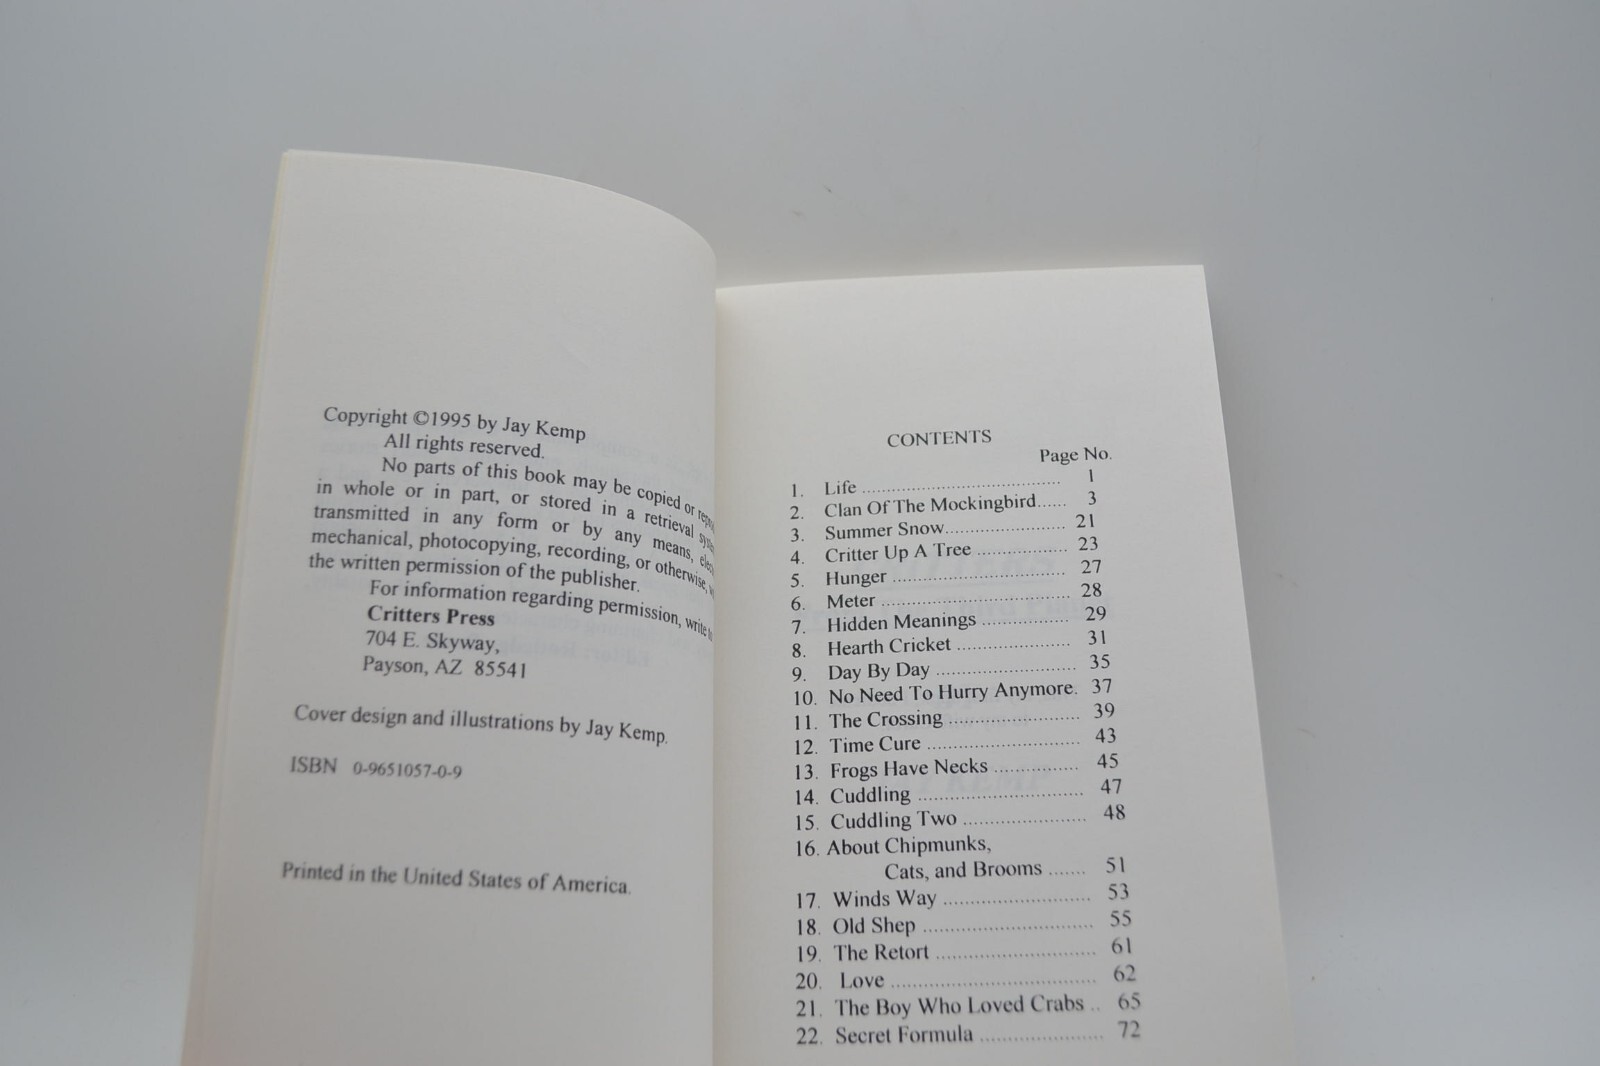 Copyright ©1995 by Jay Kemp
All rights reserved.
No parts of this book may be copied or
in whole or in part, or stored in a retrieval
transmitted in any form or by any means,
mechanical, photocopying, recording, or otherwise,
the written permission of the publisher.
For information regarding permission, write to
Critters Press
704 E. Skyway,
Payson, AZ 85541
Cover design and illustrations by Jay Kemp.
ISBN 0-9651057-0-9
Printed in the United States of America.
CONTENTS
Page No.
1. Life ........................................ 1
2. Clan Of The Mockingbird...... 3
3. Summer Snow........................ 21
4. Critter Up A Tree .................. 23
5. Hunger .................................. 27
6. Meter ..................................... 28
7. Hidden Meanings ................. 29
8. Hearth Cricket ...................... 31
9. Day By Day ........................... 35
10. No Need To Hurry Anymore. 37
11. The Crossing ......................... 39
12. Time Cure ............................. 43
13. Frogs Have Necks ................ 45
14. Cuddling ................................ 47
15. Cuddling Two ....................... 48
16. About Chipmunks,
Cats, and Brooms ....... 51
17. Winds Way ............................ 53
18. Old Shep ................................ 55
19. The Retort .............................. 61
20. Love ....................................... 62
21. The Boy Who Loved Crabs .. 65
22. Secret Formula ...................... 72